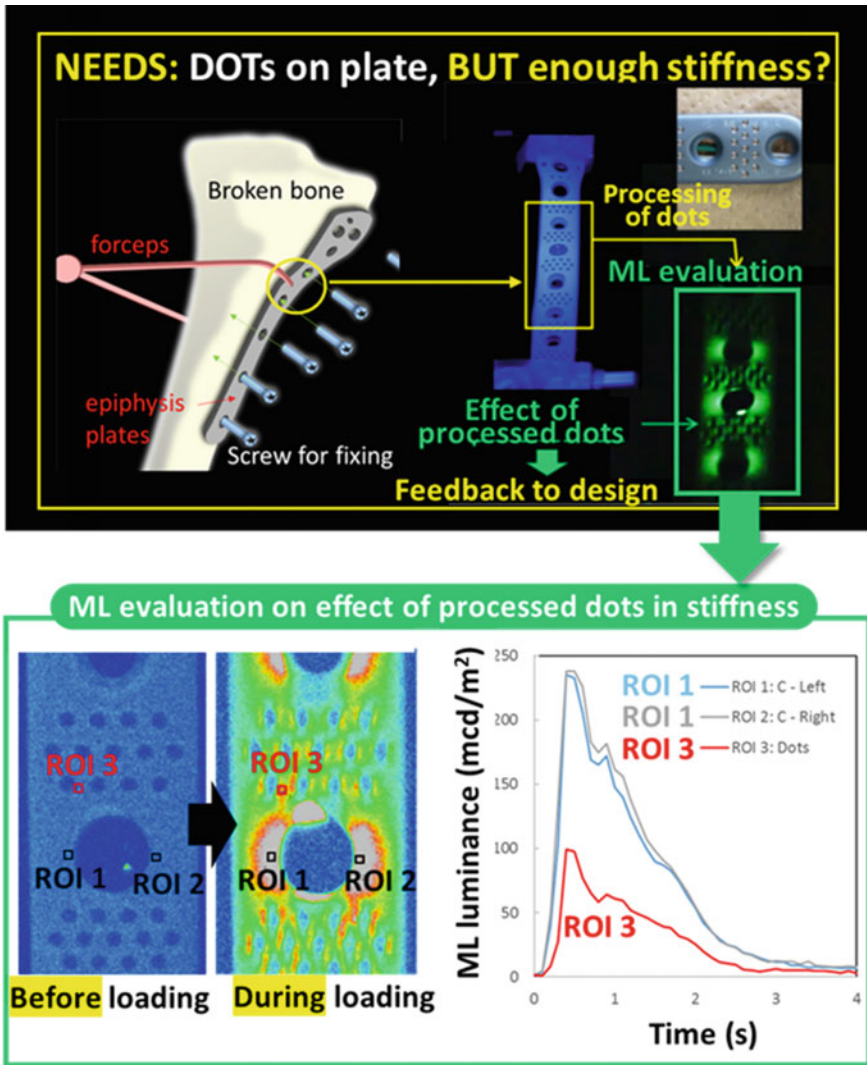 NEEDS: DOTs on plate, BUT enough stiffness?
Broken bone
forceps
epiphysis
plates
Screw for fixing
Processing
of dots
ML evaluation
Effect of
processed dots
Feedback to design
ML evaluation on effect of processed dots in stiffness
ROI 3
ROI 1
ROI 2
Before loading
ROI 3
ROI 1
ROI 2
During loading
ML luminance (mcd/m²)
250
200
150
100
50
0
ROI 1 ROI 1: C - Left
ROI 1 ROI 2: C - Right
ROI 3 ROI 3: Dots
ROI 3
0 1 2 3 4
Time (s)